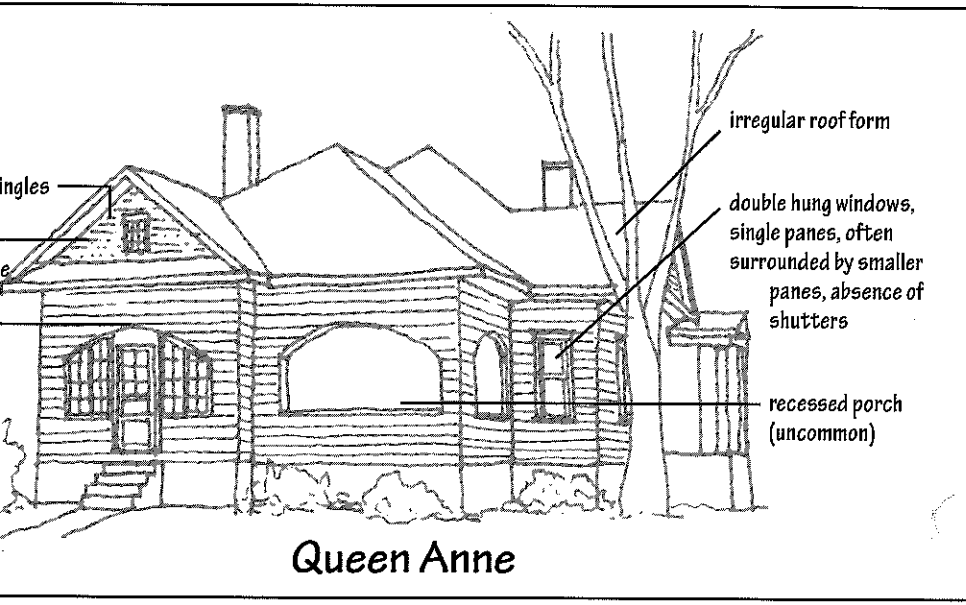 irregular roof form
ingles
double hung windows,
single panes, often
surrounded by smaller
panes, absence of
shutters
e
recessed porch
(uncommon)
Queen Anne